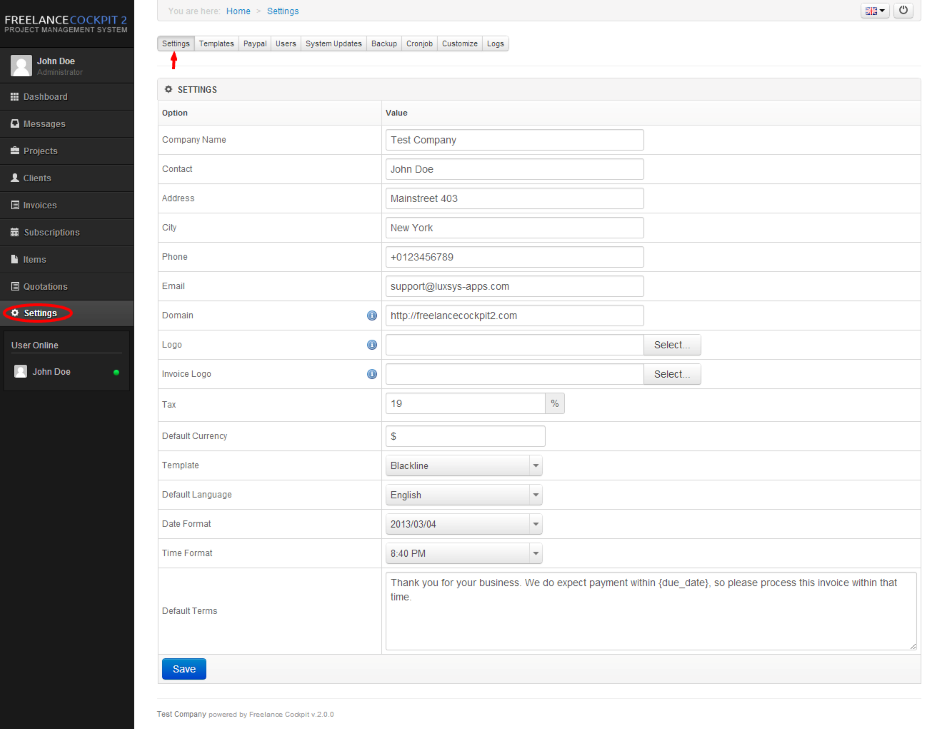 FREELANCECOCKPIT 2
PROJECT MANAGEMENT SYSTEM
John Doe
Administrator
Dashboard
Messages
Projects
Clients
Invoices
Subscriptions
Items
Quotations
Settings
User Online
John Doe
You are here: Home > Settings
Settings Templates Paypal Users System Updates Backup Cronjob Customize Logs
SETTINGS
Option Value
Company Name Test Company
Contact John Doe
Address Mainstreet 403
City New York
Phone +0123456789
Email support@luxsys-apps.com
Domain http://freelancecockpit2.com
Logo Select...
Invoice Logo Select...
Tax 19 %
Default Currency $
Template Blackline
Default Language English
Date Format 2013/03/04
Time Format 8:40 PM
Default Terms
Thank you for your business. We do expect payment within {due_date}, so please process this invoice within that
time.
Save
Test Company powered by Freelance Cockpit v.2.0.0